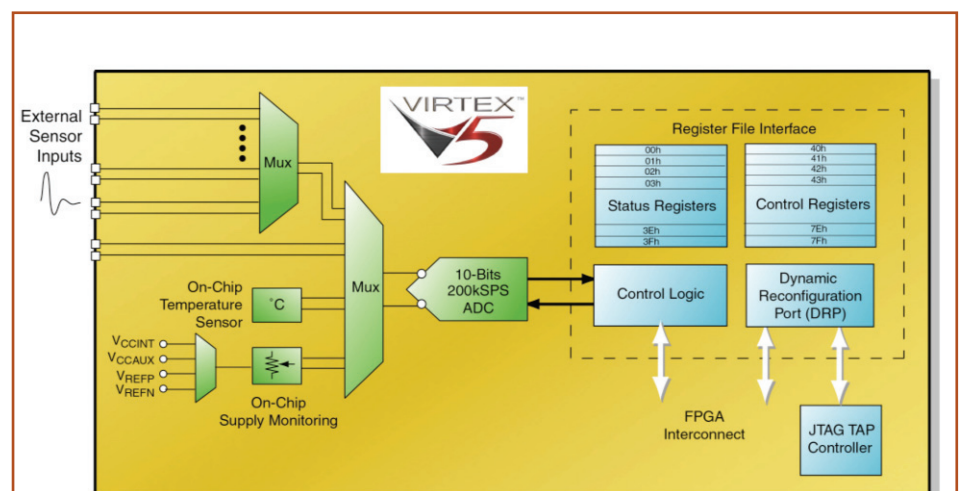 External
Sensor
Inputs
Mux
VIRTEX™
5
Mux
On-Chip
Temperature
Sensor
°C
VCCINT
VCCAUX
VREFP
VREFN
On-Chip
Supply Monitoring
10-Bits
200kSPS
ADC
Register File Interface
00h
01h
02h
03h
Status Registers
3Eh
3Fh
40h
41h
42h
43h
Control Registers
7Eh
7Fh
Control Logic
Dynamic
Reconfiguration
Port (DRP)
FPGA
Interconnect
JTAG TAP
Controller